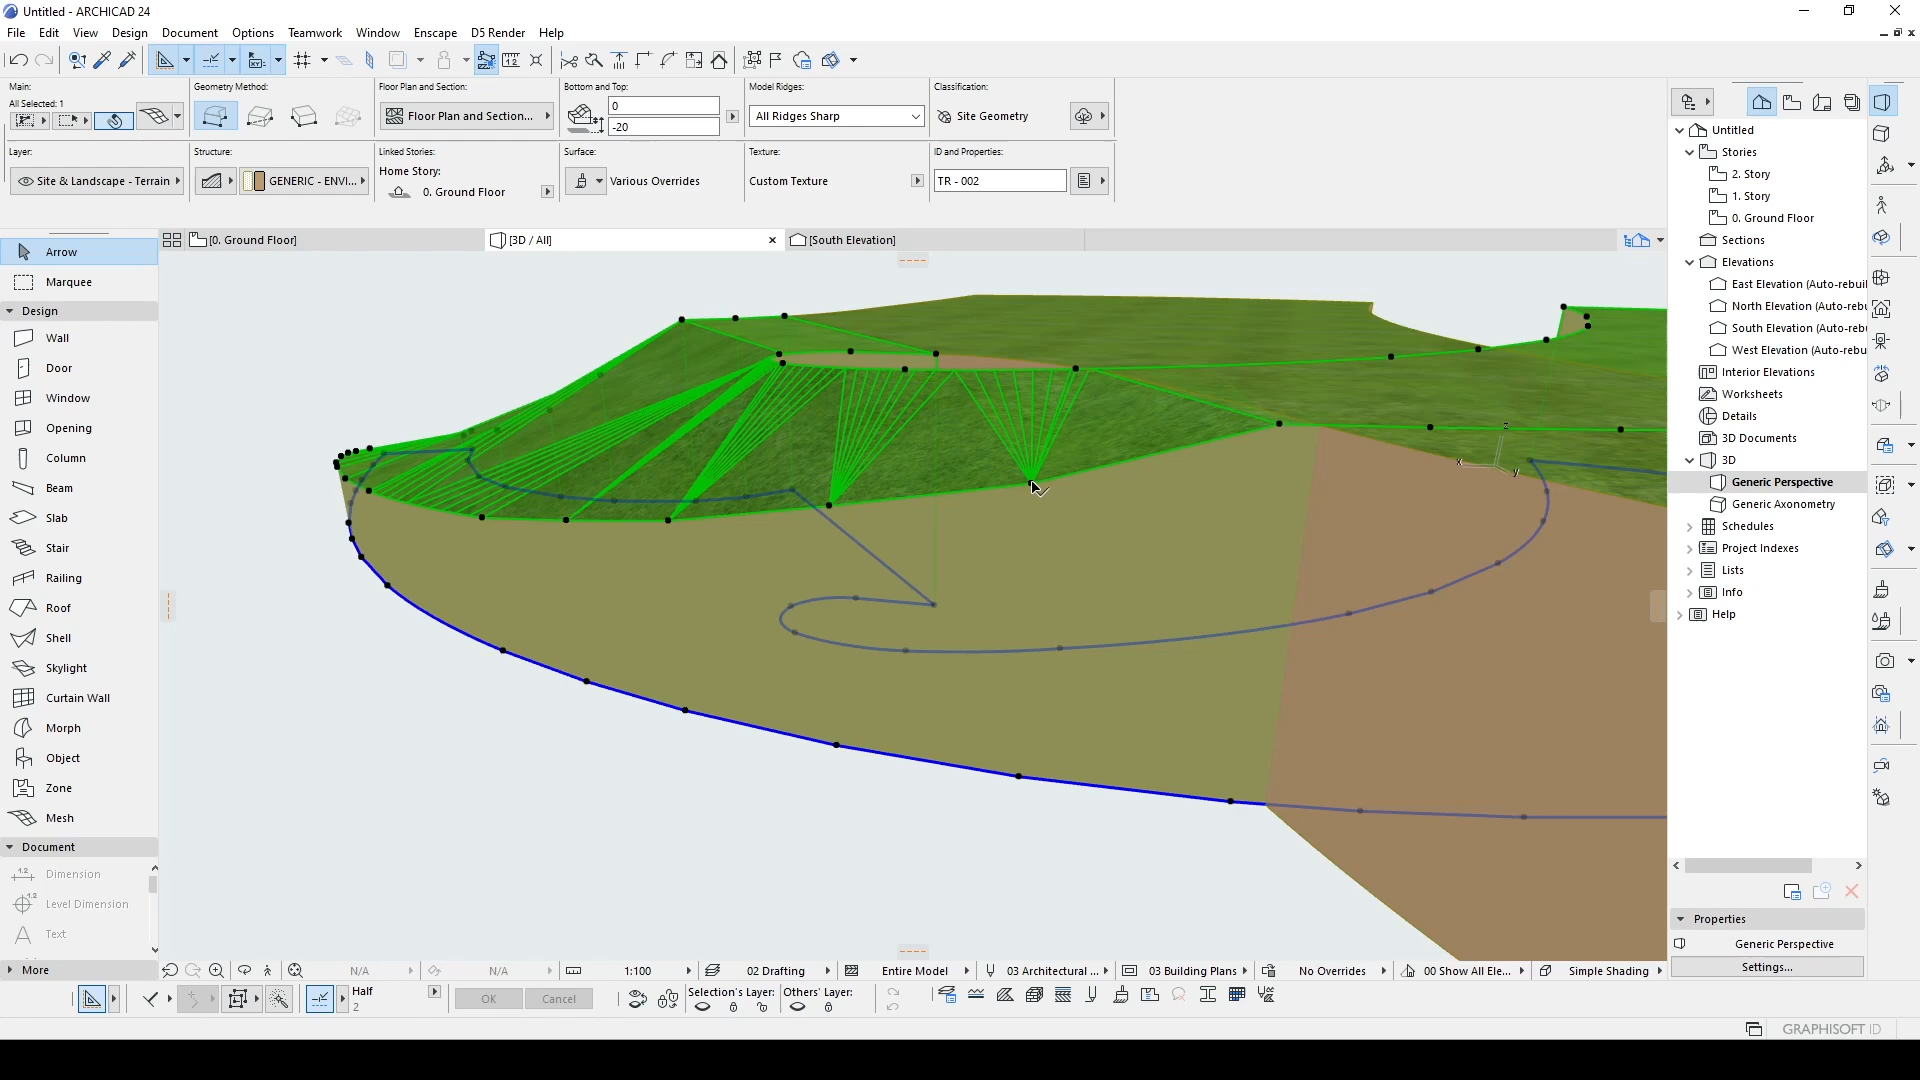 Untitled - ARCHICAD 24
File Edit View Design Document Options Teamwork Window Enscape D5 Render Help
Main:
All Selected: 1
Geometry Method:
Floor Plan and Section:
Floor Plan and Section...
Bottom and Top:
0
-20
Model Ridges:
All Ridges Sharp
Classification:
Site Geometry
Layer:
Site & Landscape - Terrain
Structure:
GENERIC - ENVI...
Linked Stories:
Home Story:
0. Ground Floor
Surface:
Various Overrides
Texture:
Custom Texture
ID and Properties:
TR - 002
[0. Ground Floor]
[3D / All]
[South Elevation]
Arrow
Marquee
Design
Wall
Door
Window
Opening
Column
Beam
Slab
Stair
Railing
Roof
Shell
Skylight
Curtain Wall
Morph
Object
Zone
Mesh
Document
Dimension
Level Dimension
Text
More
x
z
y
Untitled
Stories
2. Story
1. Story
0. Ground Floor
Sections
Elevations
East Elevation (Auto-rebuil
North Elevation (Auto-rebu
South Elevation (Auto-reb
West Elevation (Auto-rebu
Interior Elevations
Worksheets
Details
3D Documents
3D
Generic Perspective
Generic Axonometry
Schedules
Project Indexes
Lists
Info
Help
Properties
Generic Perspective
Settings...
N/A
N/A
1:100
02 Drafting
Entire Model
03 Architectural ...
03 Building Plans
No Overrides
00 Show All Ele...
Simple Shading
Half
2
OK
Cancel
Selection's Layer:
Others' Layer:
GRAPHISOFT ID